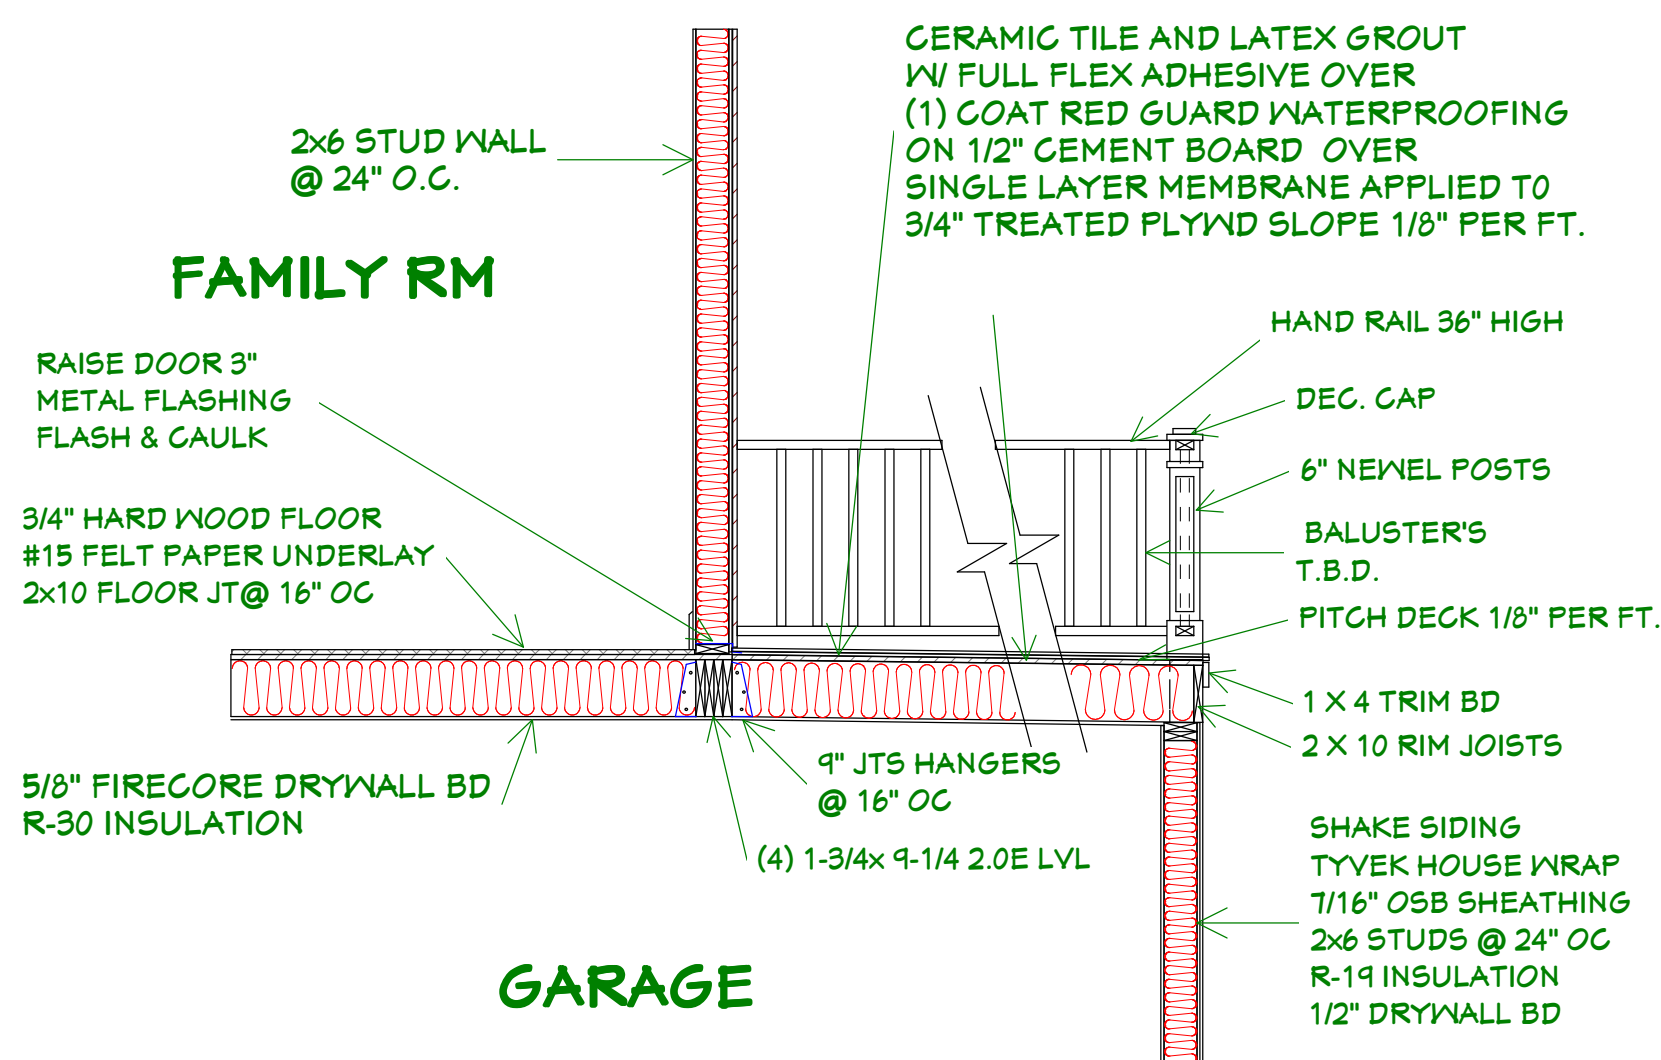 CERAMIC TILE AND LATEX GROUT
W/ FULL FLEX ADHESIVE OVER
(1) COAT RED GUARD WATERPROOFING
ON 1/2" CEMENT BOARD OVER
SINGLE LAYER MEMBRANE APPLIED TO
3/4" TREATED PLYWD SLOPE 1/8" PER FT.
2x6 STUD WALL
@ 24" O.C.
FAMILY RM
RAISE DOOR 3"
METAL FLASHING
FLASH & CAULK
3/4" HARD WOOD FLOOR
#15 FELT PAPER UNDERLAY
2x10 FLOOR JT@ 16" OC
HAND RAIL 36" HIGH
DEC. CAP
6" NEWEL POSTS
BALUSTER'S
T.B.D.
PITCH DECK 1/8" PER FT.
1 X 4 TRIM BD
2 X 10 RIM JOISTS
5/8" FIRECORE DRYWALL BD
R-30 INSULATION
9" JTS HANGERS
@ 16" OC
(4) 1-3/4x 9-1/4 2.0E LVL
SHAKE SIDING
TYVEK HOUSE WRAP
7/16" OSB SHEATHING
2x6 STUDS @ 24" OC
R-19 INSULATION
1/2" DRYWALL BD
GARAGE